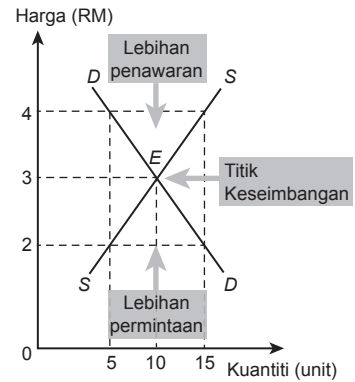 Harga (RM)
Lebihan
penawaran
D
S
4
E
3
Titik
Keseimbangan
2
S
D
Lebihan
permintaan
0
5
10
15
Kuantiti (unit)